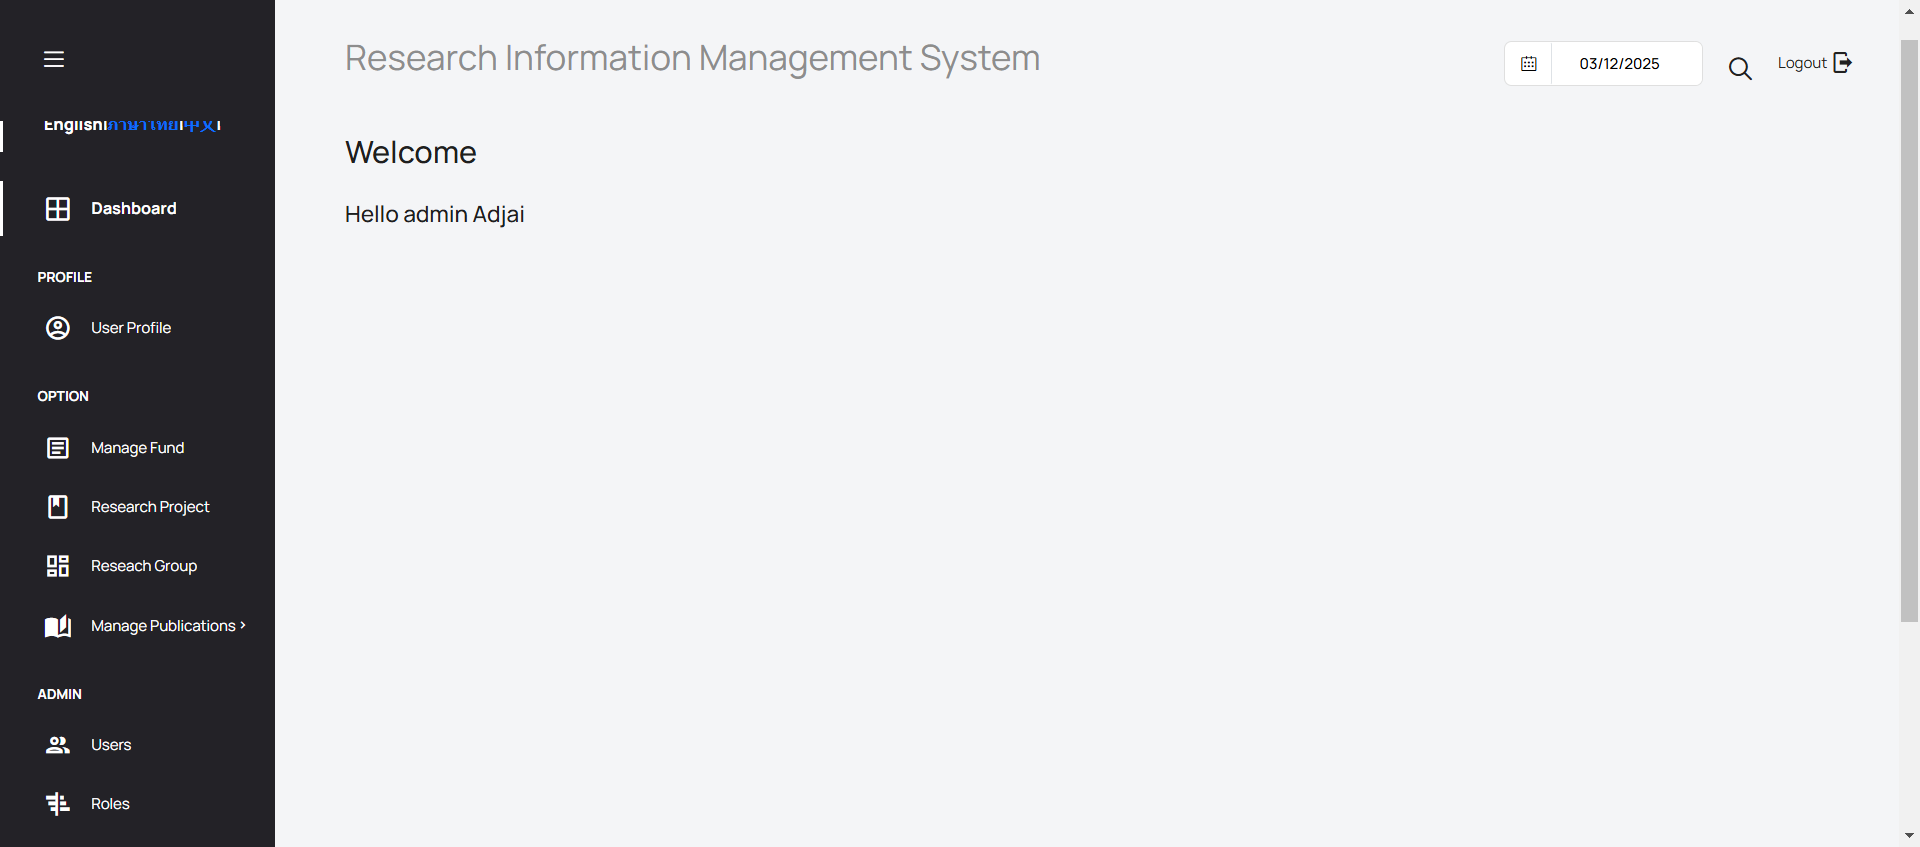 Research Information Management System
03/12/2025
Logout
English|ภาษาไทย|中文|
Dashboard
PROFILE
User Profile
OPTION
Manage Fund
Research Project
Reseach Group
Manage Publications
ADMIN
Users
Roles
Welcome
Hello admin Adjai